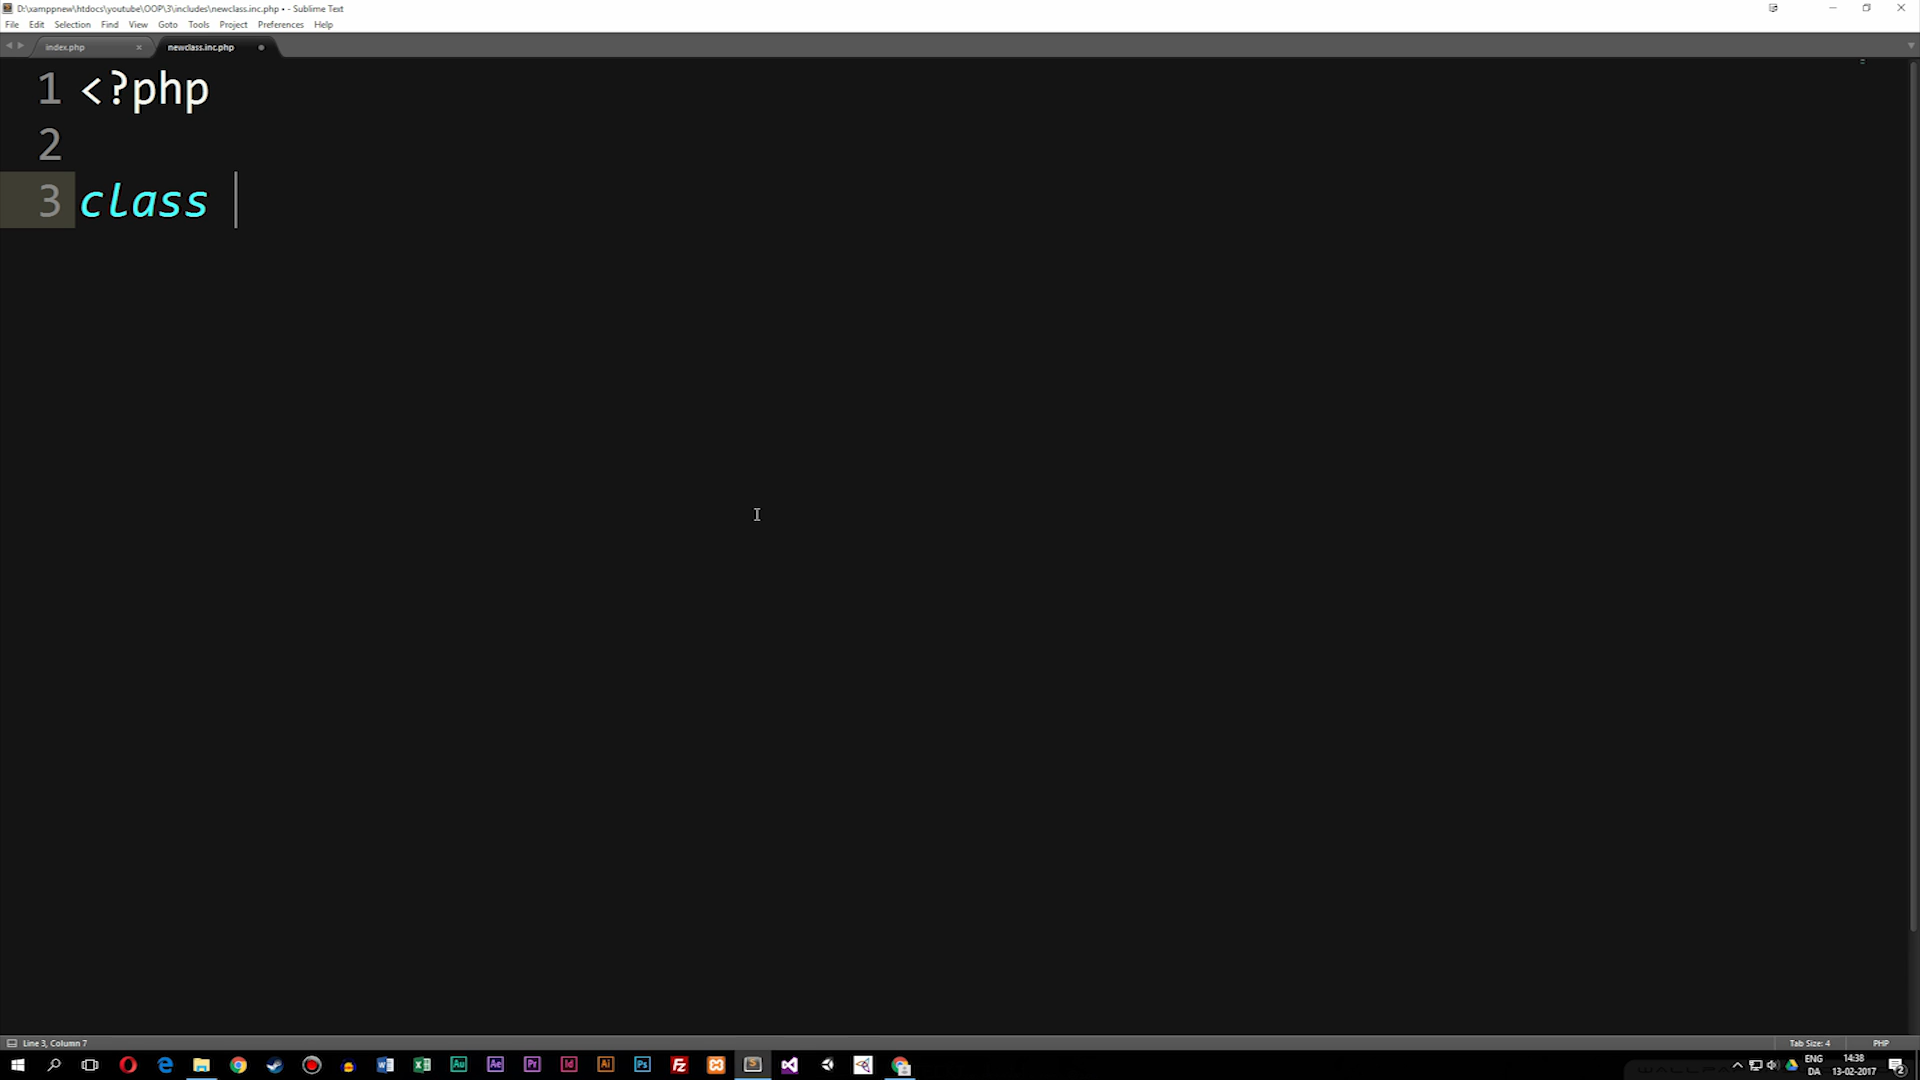 D:\xamppnew\htdocs\youtube\OOP\3\includes\newclass.inc.php • - Sublime Text
File Edit Selection Find View Goto Tools Project Preferences Help
index.php × newclass.inc.php
1 <?php
2
3 class
Line 3, Column 7 Tab Size: 4 PHP
ENG 14:38
DA 13-02-2017 2